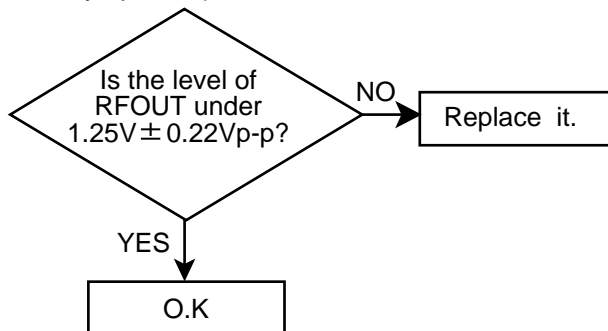 Is the level of
RFOUT under
1.25V±0.22Vp-p?
NO
Replace it.
YES
O.K